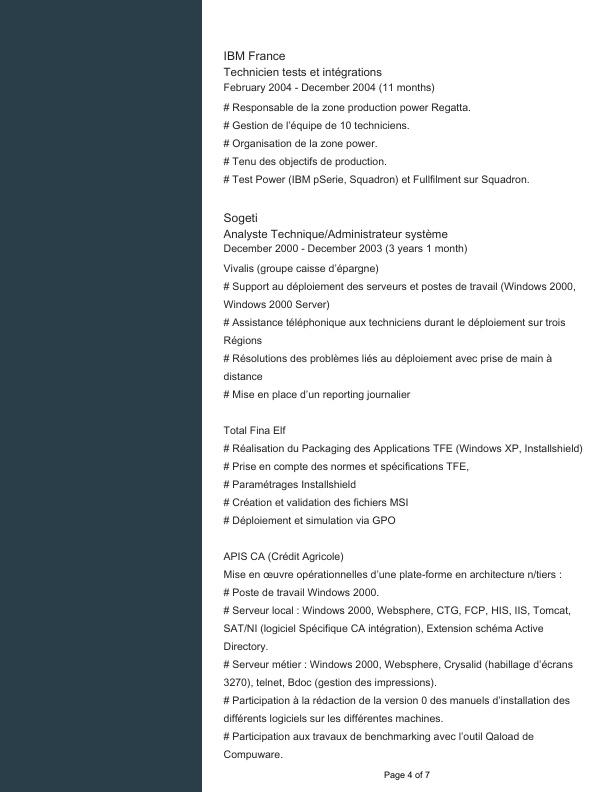 IBM France
Technicien tests et intégrations
February 2004 - December 2004 (11 months)
# Responsable de la zone production power Regatta.
# Gestion de l’équipe de 10 techniciens.
# Organisation de la zone power.
# Tenu des objectifs de production.
# Test Power (IBM pSerie, Squadron) et Fullfilment sur Squadron.
Sogeti
Analyste Technique/Administrateur système
December 2000 - December 2003 (3 years 1 month)
Vivalis (groupe caisse d’épargne)
# Support au déploiement des serveurs et postes de travail (Windows 2000,
Windows 2000 Server)
# Assistance téléphonique aux techniciens durant le déploiement sur trois
Régions
# Résolutions des problèmes liés au déploiement avec prise de main à
distance
# Mise en place d’un reporting journalier
Total Fina Elf
# Réalisation du Packaging des Applications TFE (Windows XP, Installshield)
# Prise en compte des normes et spécifications TFE,
# Paramétrages Installshield
# Création et validation des fichiers MSI
# Déploiement et simulation via GPO
APIS CA (Crédit Agricole)
Mise en œuvre opérationnelles d’une plate-forme en architecture n/tiers :
# Poste de travail Windows 2000.
# Serveur local : Windows 2000, Websphere, CTG, FCP, HIS, IIS, Tomcat,
SAT/NI (logiciel Spécifique CA intégration), Extension schéma Active
Directory.
# Serveur métier : Windows 2000, Websphere, Crysalid (habillage d’écrans
3270), telnet, Bdoc (gestion des impressions).
# Participation à la rédaction de la version 0 des manuels d’installation des
différents logiciels sur les différentes machines.
# Participation aux travaux de benchmarking avec l’outil Qaload de
Compuware.
Page 4 of 7